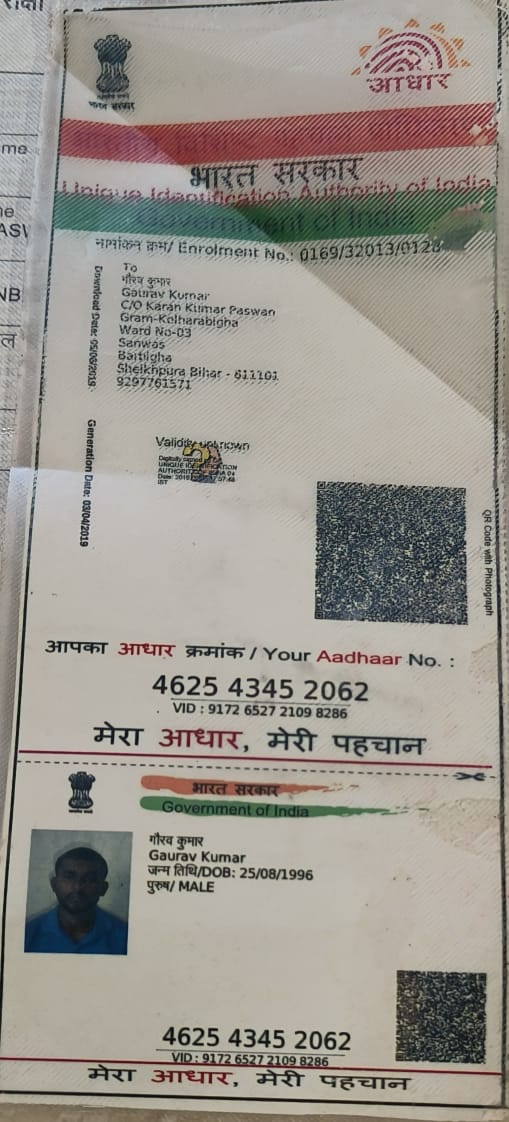 भारत सरकार
आधार
भारत सरकार
Unique Identification Authority of India
Government of India
नामांकन क्रम/ Enrolment No.: 0169/32013/0128
To
गौरव कुमार
Gaurav Kumar
C/O Karan Kumar Paswan
Gram-Kolharabigha
Ward No-03
Sanwas
Sheikhpura Bihar - 811101
9297761571
Download Date: 05/08/2019
Generation Date: 03/04/2019
Validity unknown
QR Code with Photograph
आपका आधार क्रमांक / Your Aadhaar No. :
4625 4345 2062
VID : 9172 6527 2109 8286
मेरा आधार, मेरी पहचान
भारत सरकार
Government of India
गौरव कुमार
Gaurav Kumar
जन्म तिथि/DOB: 25/08/1996
पुरुष/ MALE
4625 4345 2062
VID : 9172 6527 2109 8286
मेरा आधार, मेरी पहचान